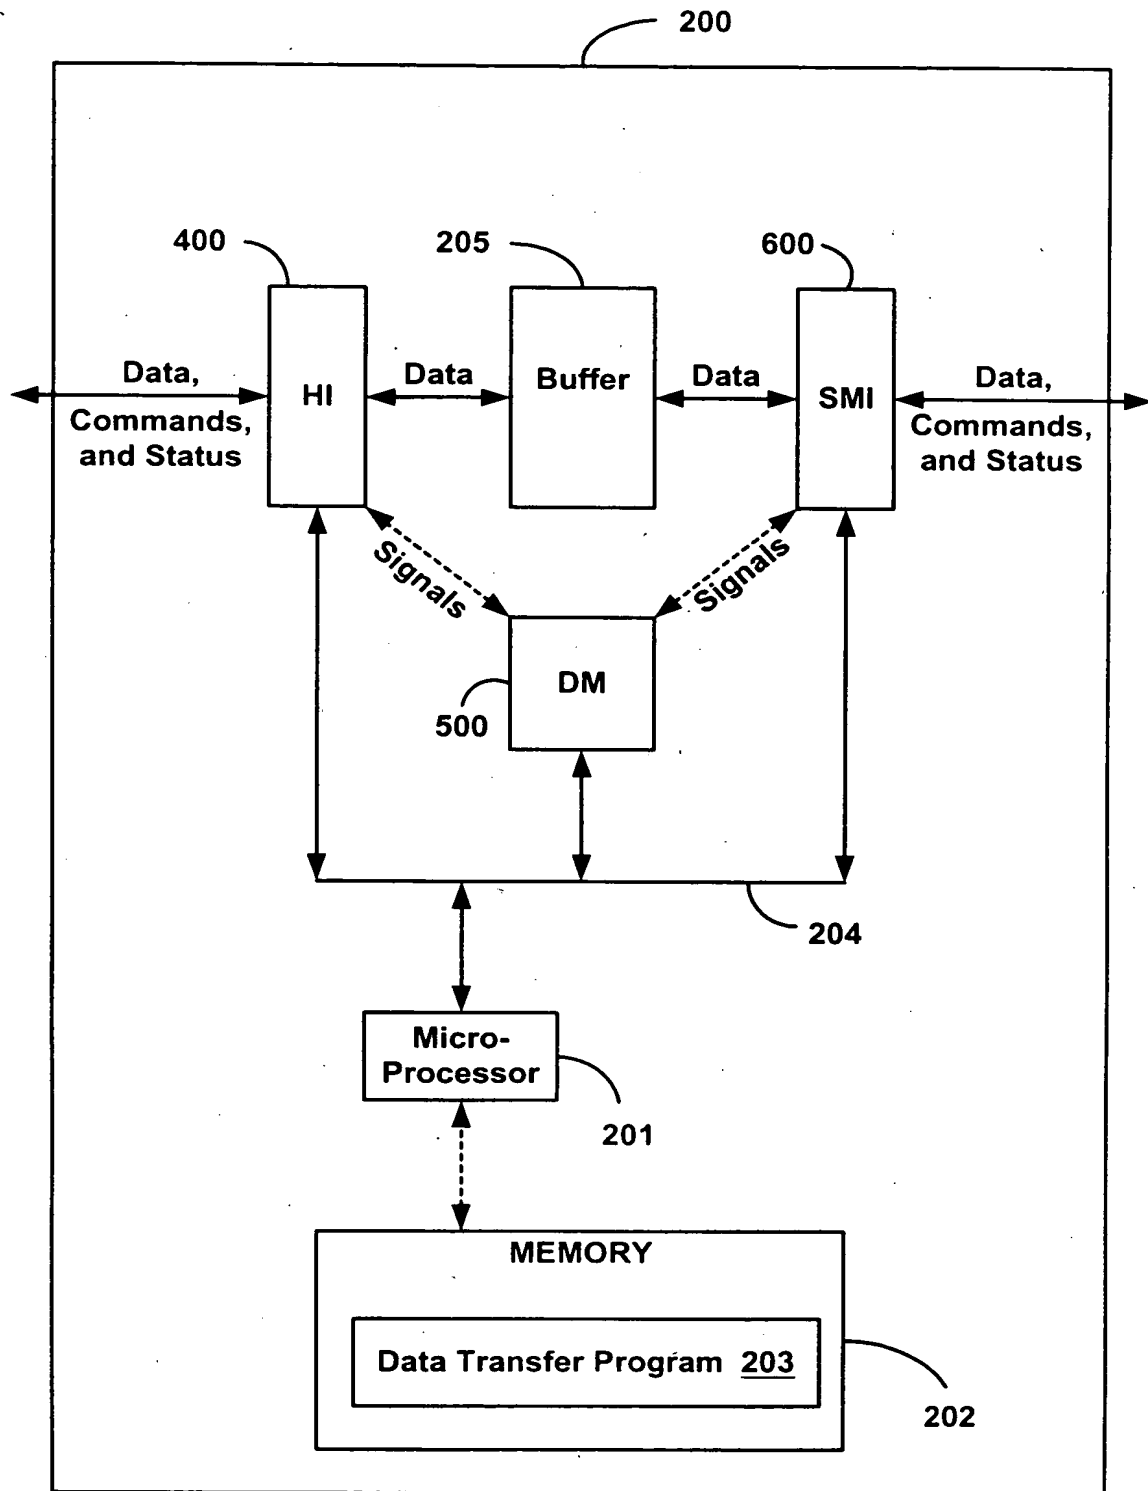 200
400
205
600
Data,
Commands,
and Status
HI
Data
Buffer
Data
SMI
Data,
Commands,
and Status
Signals
Signals
DM
500
204
Micro-
Processor
201
MEMORY
Data Transfer Program 203
202